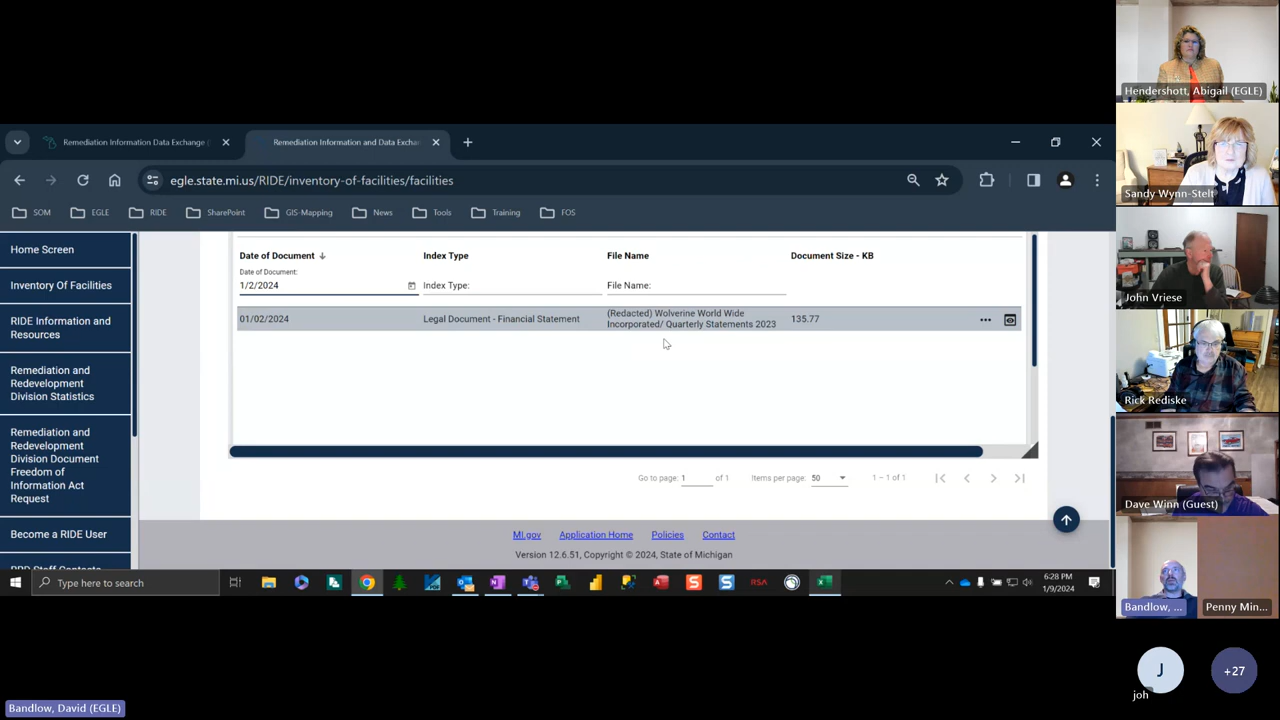 Remediation Information Data Exchange
Remediation Information and Data Exchan
egle.state.mi.us/RIDE/inventory-of-facilities/facilities
SOM
EGLE
RIDE
SharePoint
GIS-Mapping
News
Tools
Training
FOS
Home Screen
Inventory Of Facilities
RIDE Information and
Resources
Remediation and
Redevelopment
Division Statistics
Remediation and
Redevelopment
Division Document
Freedom of
Information Act
Request
Become a RIDE User
RRD Staff Contacts
Date of Document
Index Type
File Name
Document Size - KB
Date of Document:
1/2/2024
Index Type:
File Name:
01/02/2024
Legal Document - Financial Statement
(Redacted) Wolverine World Wide
Incorporated/ Quarterly Statements 2023
135.77
Go to page: 1 of 1
Items per page: 50
1 – 1 of 1
MI.gov
Application Home
Policies
Contact
Version 12.6.51, Copyright © 2024, State of Michigan
Type here to search
RSA
6:28 PM
1/9/2024
Hendershott, Abigail (EGLE)
Sandy Wynn-Stelt
John Vriese
Rick Rediske
Dave Winn (Guest)
Bandlow, ...
Penny Min...
J
joh
+27
Bandlow, David (EGLE)